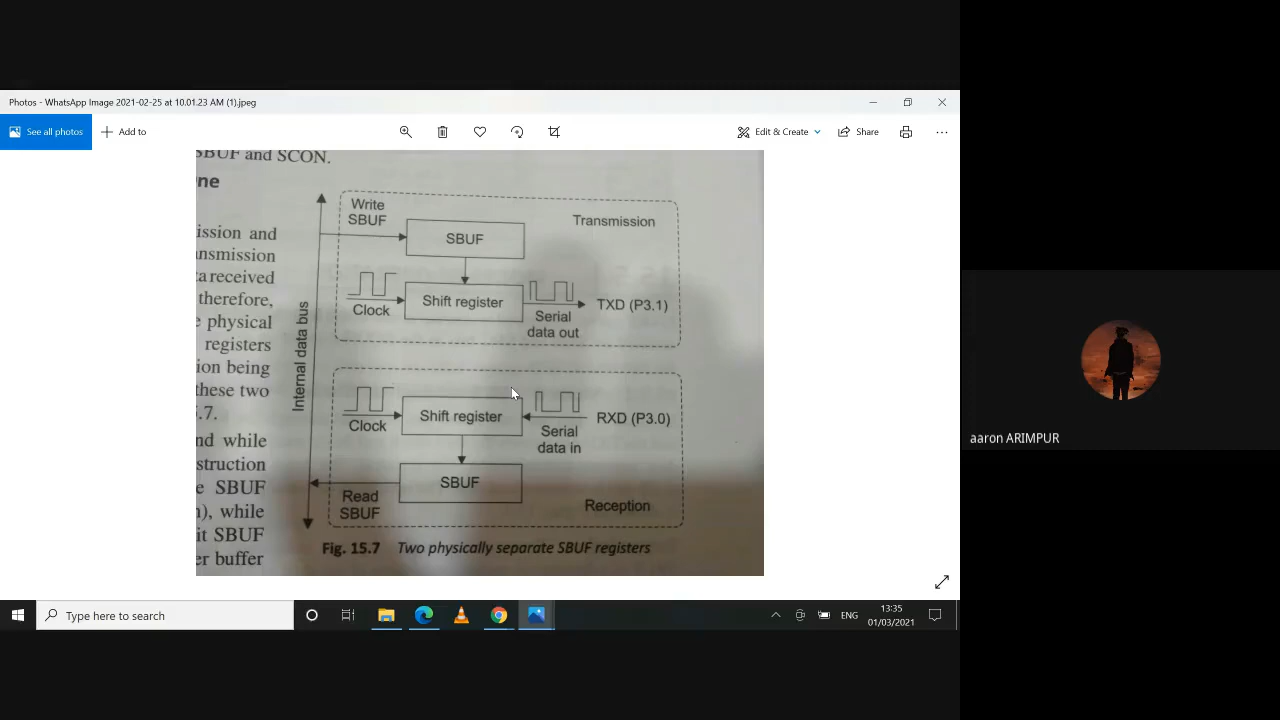 Photos - WhatsApp Image 2021-02-25 at 10.01.23 AM (1).jpeg
See all photos
Add to
Edit & Create
Share
SBUF and SCON.
ne
ission and
ansmission
a received
therefore,
e physical
registers
ion being
these two
.7.
nd while
struction
e SBUF
n), while
it SBUF
er buffer
Internal data bus
Write
SBUF
SBUF
Transmission
Clock
Shift register
Serial
data out
TXD (P3.1)
Clock
Shift register
Serial
data in
RXD (P3.0)
Read
SBUF
SBUF
Reception
Fig. 15.7 Two physically separate SBUF registers
aaron ARIMPUR
Type here to search
ENG
13:35
01/03/2021